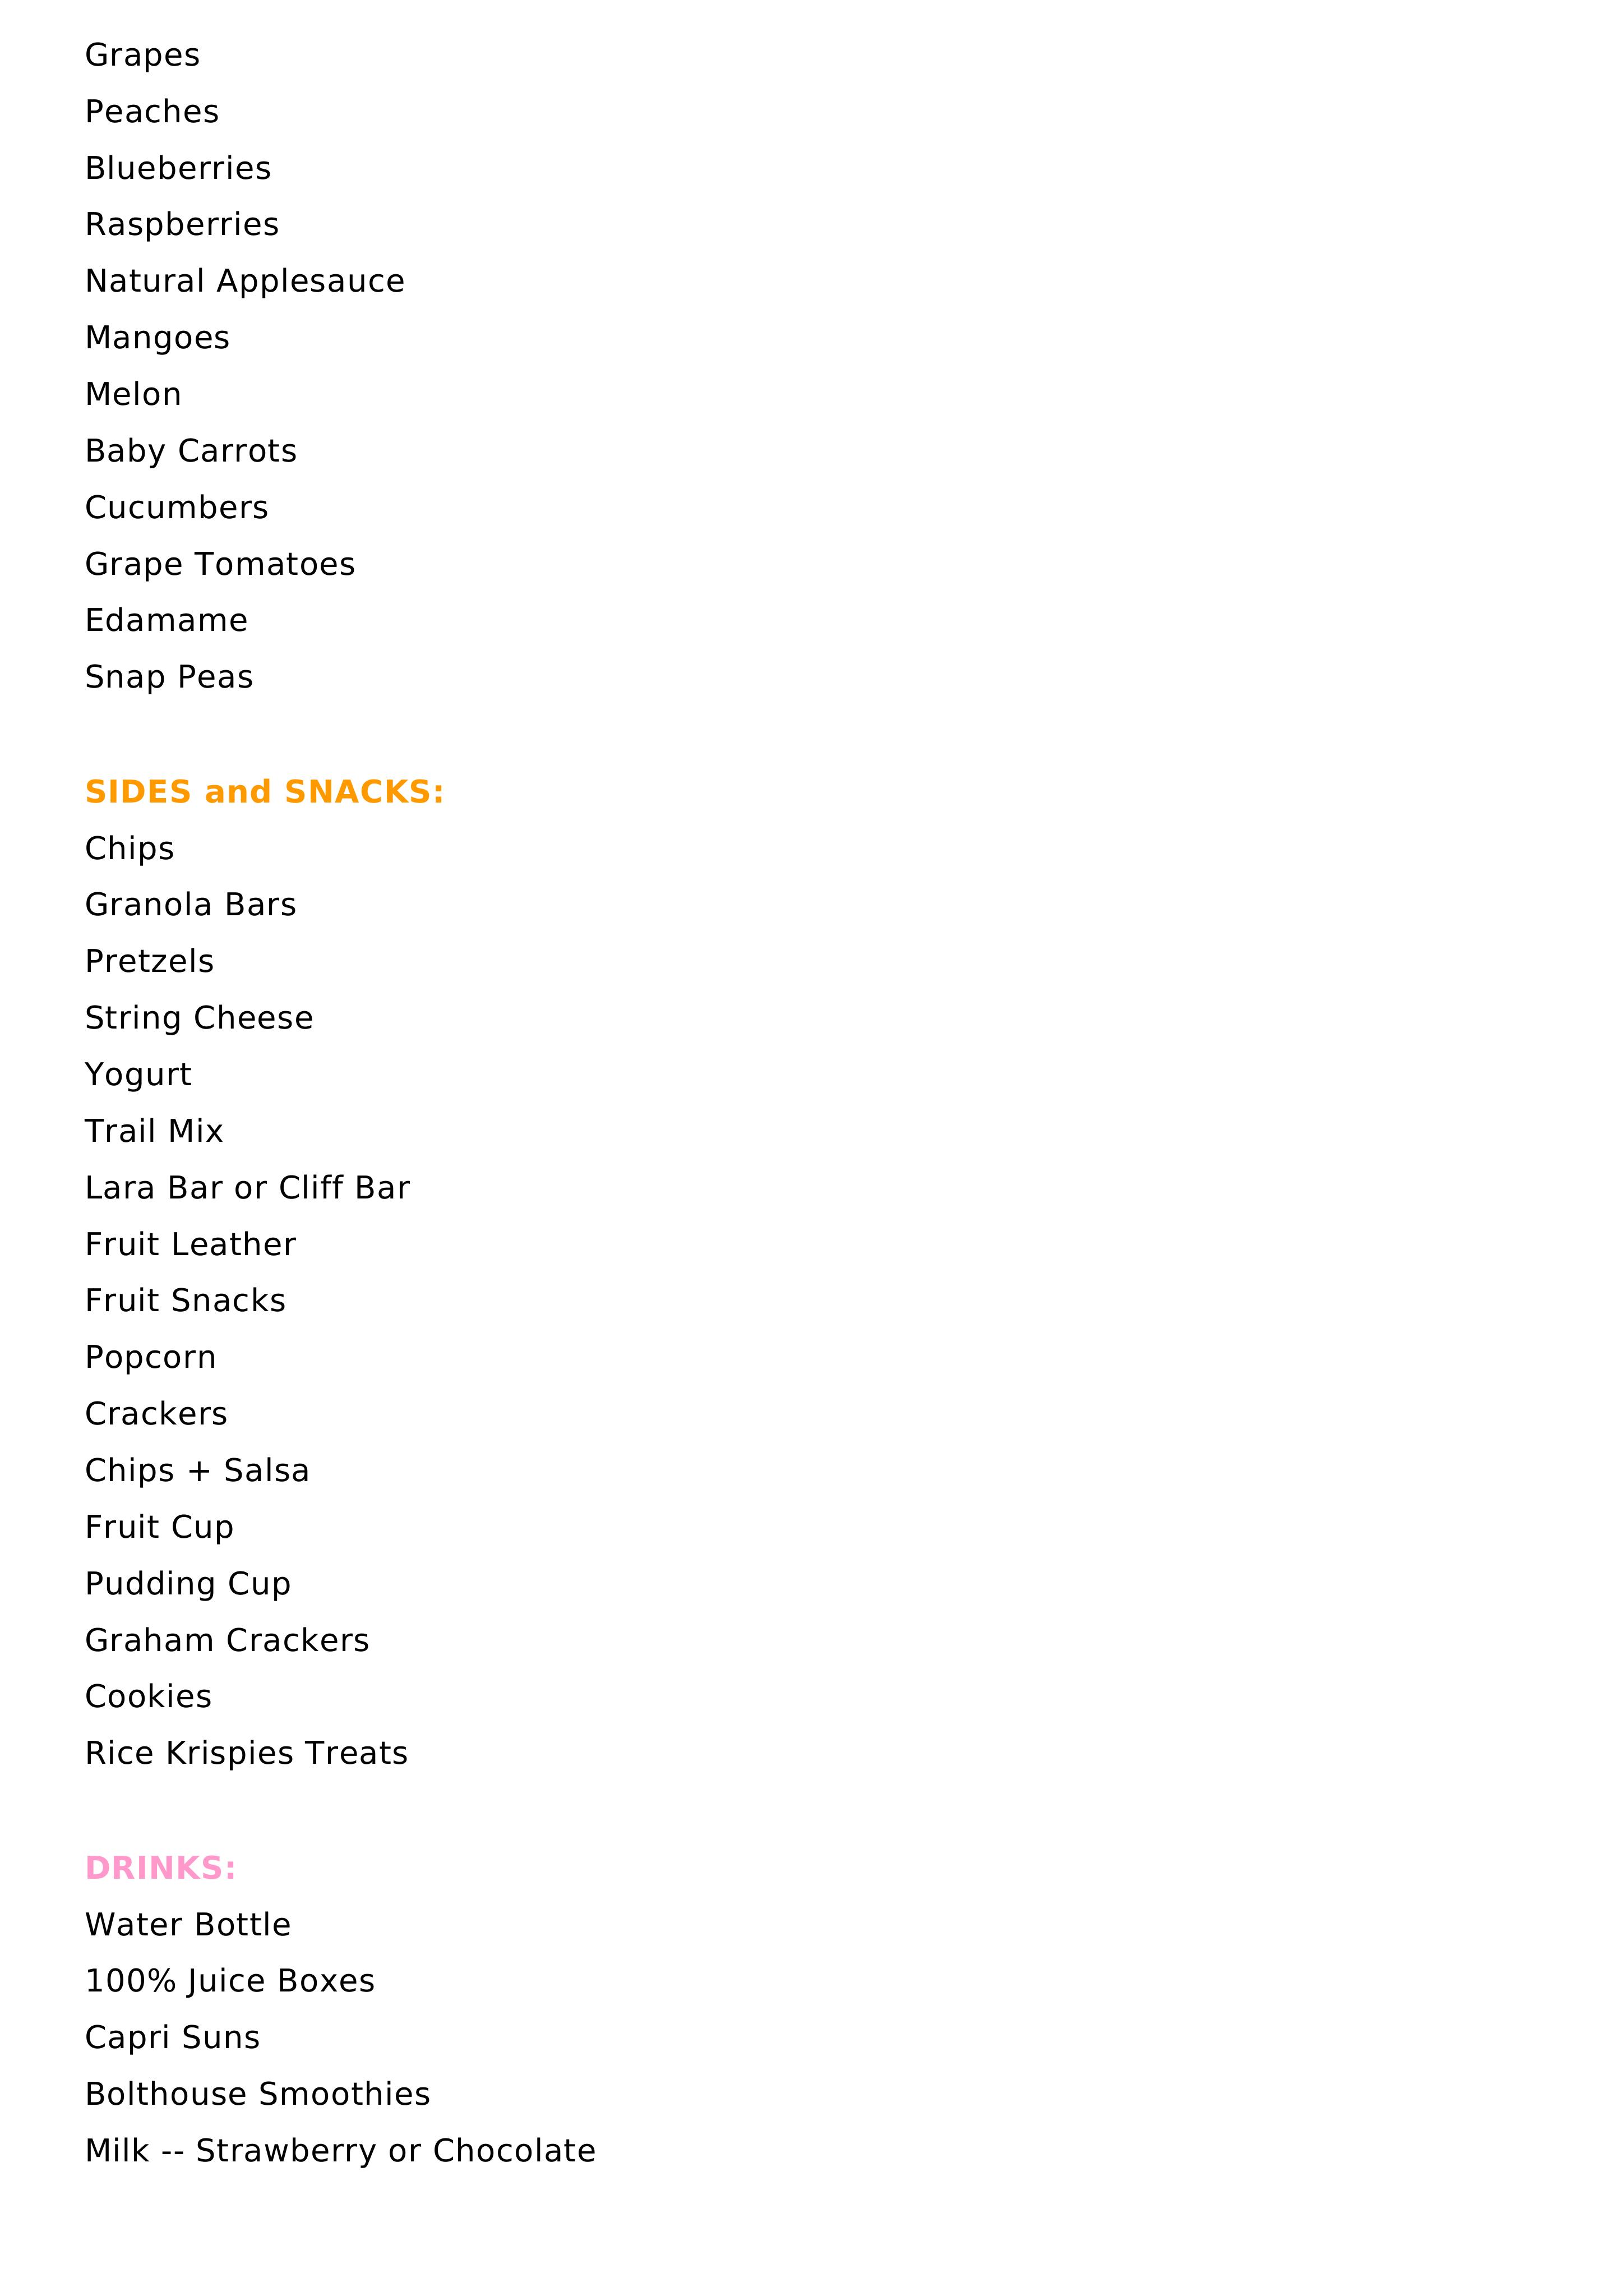 Grapes
Peaches
Blueberries
Raspberries
Natural Applesauce
Mangoes
Melon
Baby Carrots
Cucumbers
Grape Tomatoes
Edamame
Snap Peas
SIDES and SNACKS:
Chips
Granola Bars
Pretzels
String Cheese
Yogurt
Trail Mix
Lara Bar or Cliff Bar
Fruit Leather
Fruit Snacks
Popcorn
Crackers
Chips + Salsa
Fruit Cup
Pudding Cup
Graham Crackers
Cookies
Rice Krispies Treats
DRINKS:
Water Bottle
100% Juice Boxes
Capri Suns
Bolthouse Smoothies
Milk -- Strawberry or Chocolate